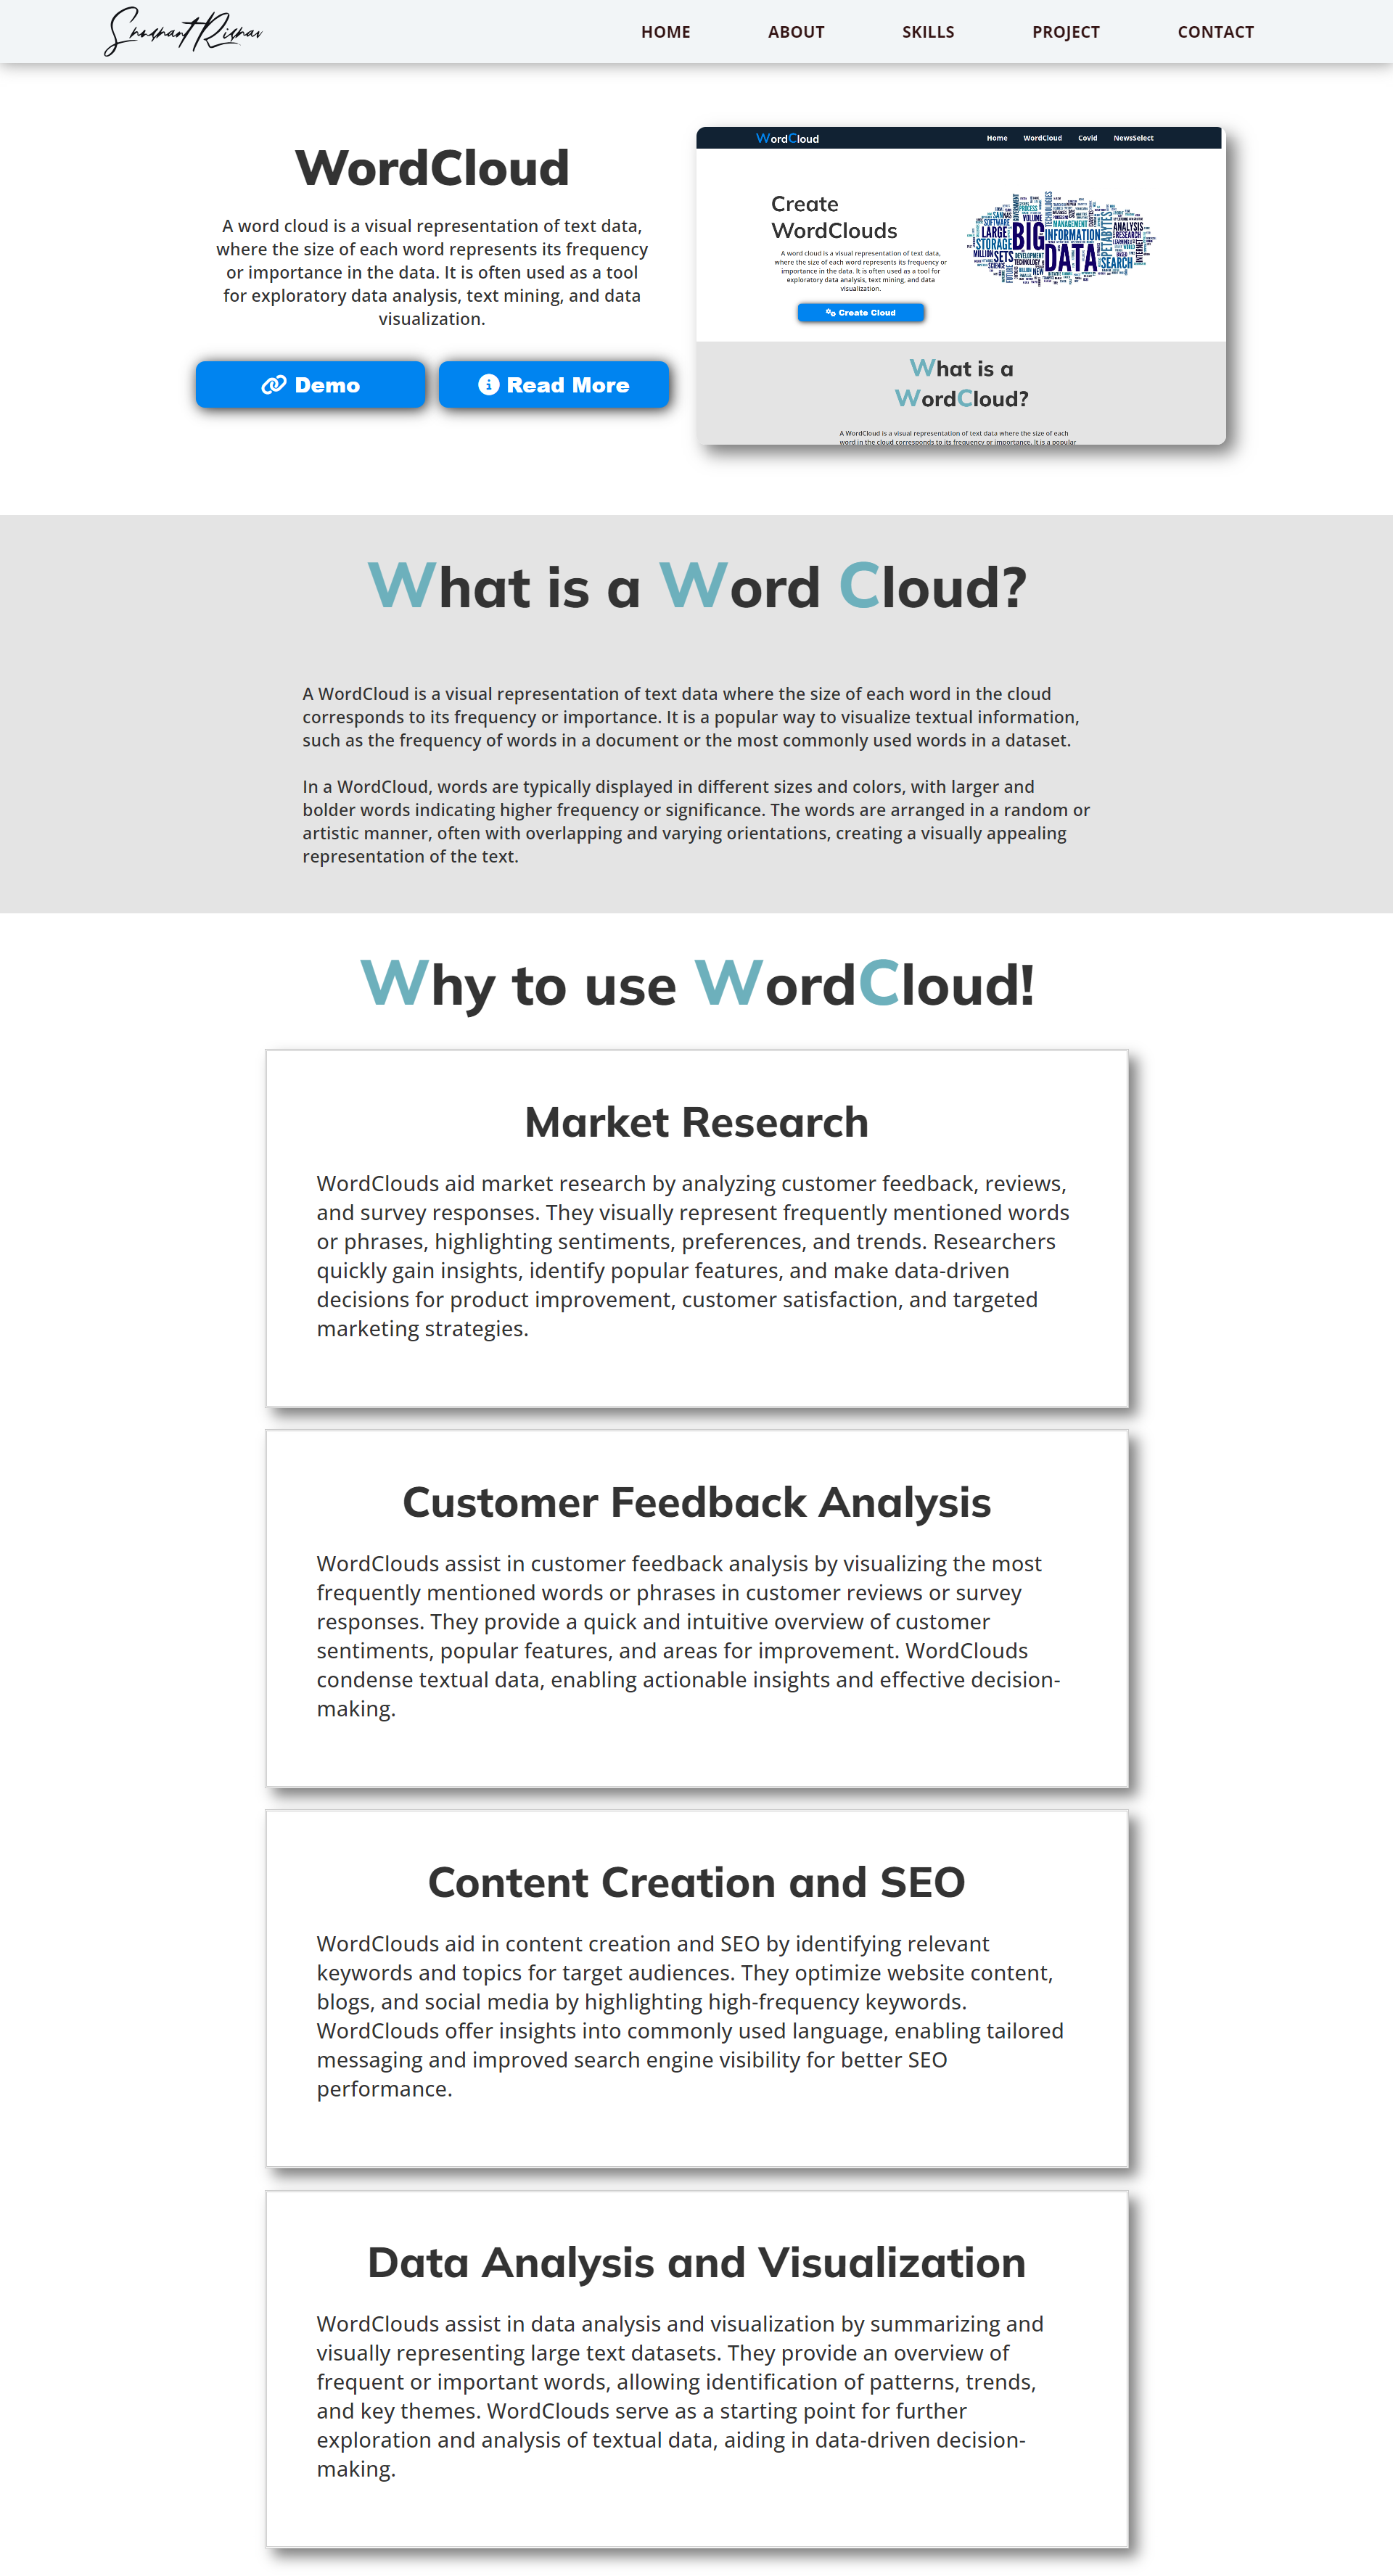 Shushant Rishav
HOME
ABOUT
SKILLS
PROJECT
CONTACT
WordCloud
A word cloud is a visual representation of text data,
where the size of each word represents its frequency
or importance in the data. It is often used as a tool
for exploratory data analysis, text mining, and data
visualization.
Demo
Read More
WordCloud
Home
WordCloud
Covid
NewsSelect
Create
WordClouds
A word cloud is a visual representation of text data,
where the size of each word represents its frequency or
importance in the data. It is often used as a tool for
exploratory data analysis, text mining, and data
visualization.
Create Cloud
BIG
DATA
INFORMATION
MANAGEMENT
STORAGE
LARGE
SOFTWARE
VOLUME
SETS
MILLION
SEARCH
ANALYSIS
RESEARCH
PETABYTES
DEVELOPMENT
TECHNOLOGY
INTERNET
SCIENCE
NEW
What is a
WordCloud?
A WordCloud is a visual representation of text data where the size of each
word in the cloud corresponds to its frequency or importance. It is a popular
What is a Word Cloud?
A WordCloud is a visual representation of text data where the size of each word in the cloud
corresponds to its frequency or importance. It is a popular way to visualize textual information,
such as the frequency of words in a document or the most commonly used words in a dataset.
In a WordCloud, words are typically displayed in different sizes and colors, with larger and
bolder words indicating higher frequency or significance. The words are arranged in a random or
artistic manner, often with overlapping and varying orientations, creating a visually appealing
representation of the text.
Why to use WordCloud!
Market Research
WordClouds aid market research by analyzing customer feedback, reviews,
and survey responses. They visually represent frequently mentioned words
or phrases, highlighting sentiments, preferences, and trends. Researchers
quickly gain insights, identify popular features, and make data-driven
decisions for product improvement, customer satisfaction, and targeted
marketing strategies.
Customer Feedback Analysis
WordClouds assist in customer feedback analysis by visualizing the most
frequently mentioned words or phrases in customer reviews or survey
responses. They provide a quick and intuitive overview of customer
sentiments, popular features, and areas for improvement. WordClouds
condense textual data, enabling actionable insights and effective decision-
making.
Content Creation and SEO
WordClouds aid in content creation and SEO by identifying relevant
keywords and topics for target audiences. They optimize website content,
blogs, and social media by highlighting high-frequency keywords.
WordClouds offer insights into commonly used language, enabling tailored
messaging and improved search engine visibility for better SEO
performance.
Data Analysis and Visualization
WordClouds assist in data analysis and visualization by summarizing and
visually representing large text datasets. They provide an overview of
frequent or important words, allowing identification of patterns, trends,
and key themes. WordClouds serve as a starting point for further
exploration and analysis of textual data, aiding in data-driven decision-
making.